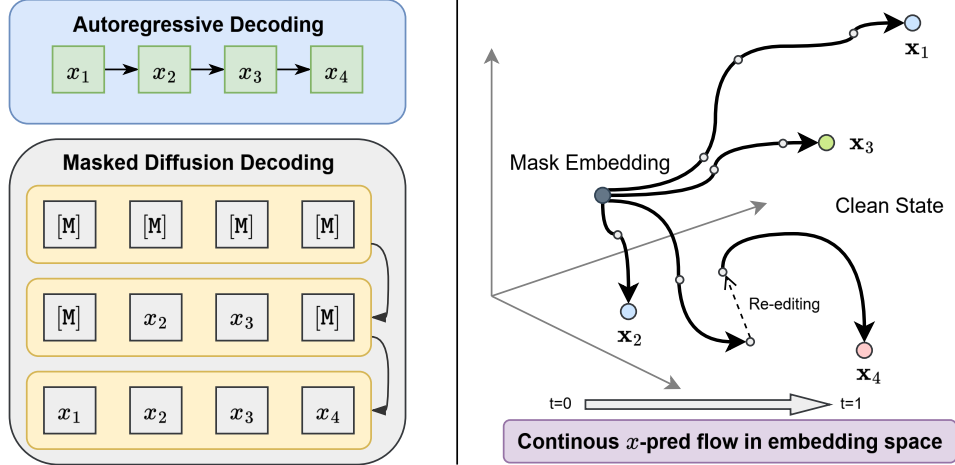 Autoregressive Decoding
x₁ x₂ x₃ x₄
Masked Diffusion Decoding
[M] [M] [M] [M]
[M] x₂ x₃ [M]
x₁ x₂ x₃ x₄
x₁
Mask Embedding
x₃
Clean State
Re-editing
x₂
x₄
t=0 t=1
Continous x-pred flow in embedding space